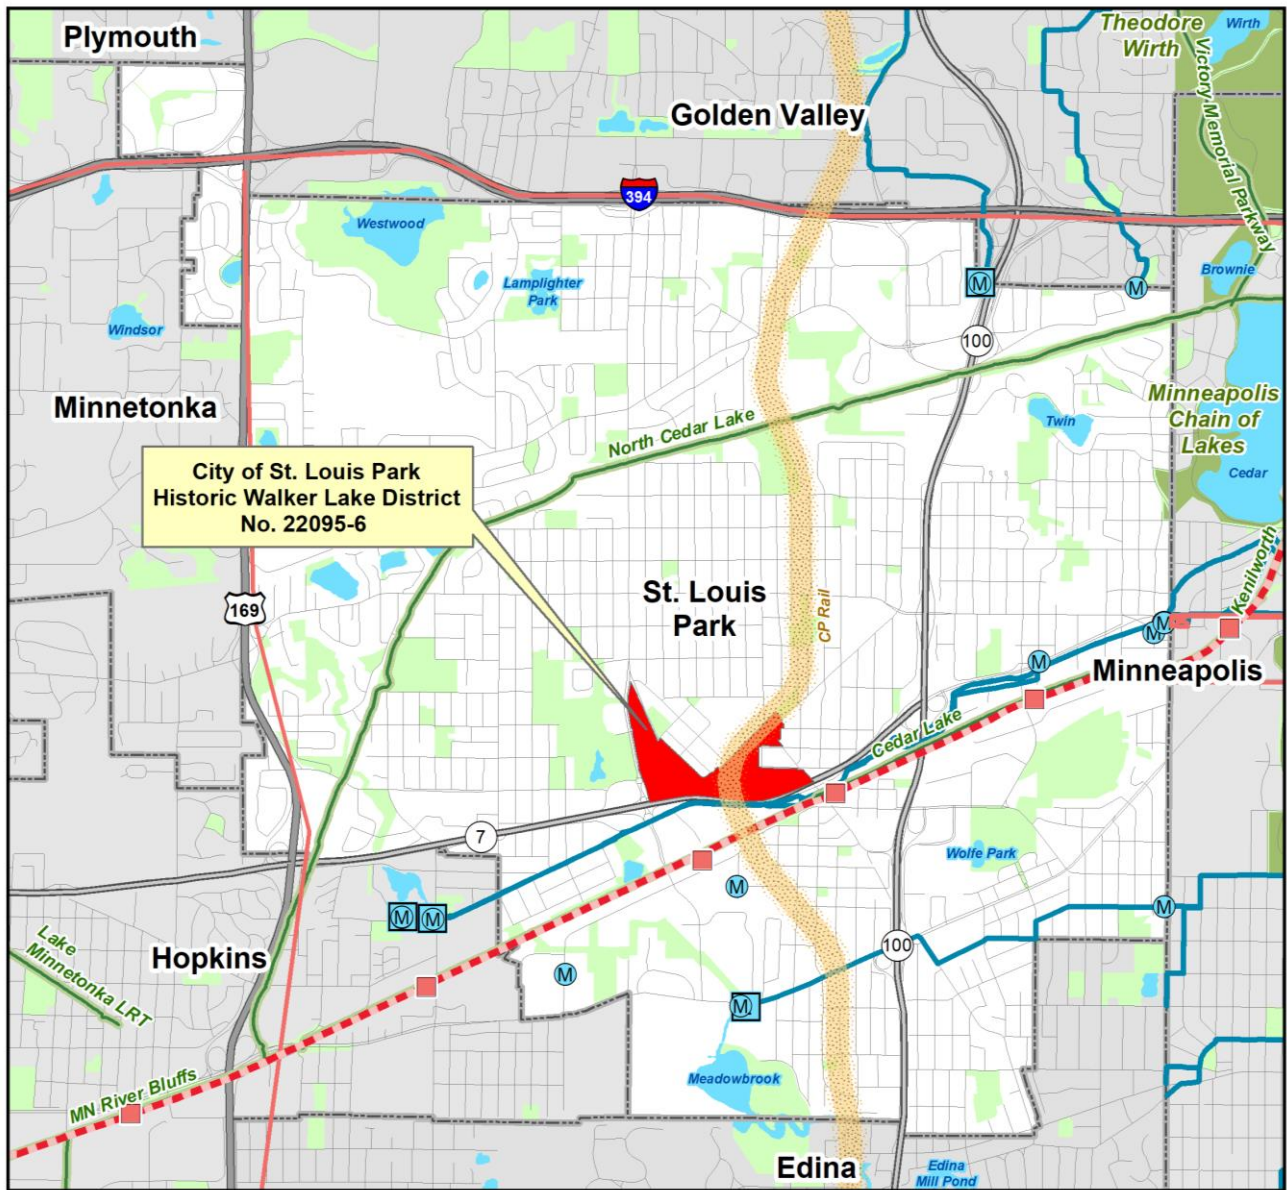 Plymouth
Theodore
Wirth
Wirth
Victory Memorial Parkway
Golden Valley
394
Westwood
Lamplighter
Park
M
M
Brownie
Windsor
100
Minnetonka
Minneapolis
Chain of
Lakes
North Cedar Lake
Twin
Cedar
City of St. Louis Park
Historic Walker Lake District
No. 22095-6
Kenilworth
St. Louis
Park
CP Rail
169
M
M
M
Minneapolis
Cedar Lake
7
Wolfe Park
M
M
M
M
100
Hopkins
Lake
Minnetonka LRT
M
M
Meadowbrook
MN River Bluffs
Edina
Edina
Mill Pond